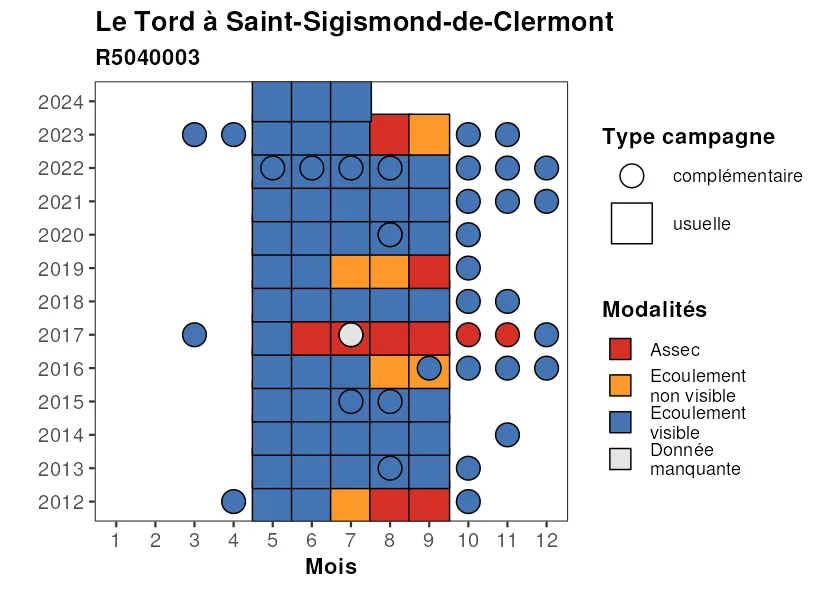 Le Tord à Saint-Sigismond-de-Clermont
R5040003
2024
2023
2022
2021
2020
2019
2018
2017
2016
2015
2014
2013
2012
1 2 3 4 5 6 7 8 9 10 11 12
Mois
Type campagne
complémentaire
usuelle
Modalités
Assec
Ecoulement
non visible
Ecoulement
visible
Donnée
manquante